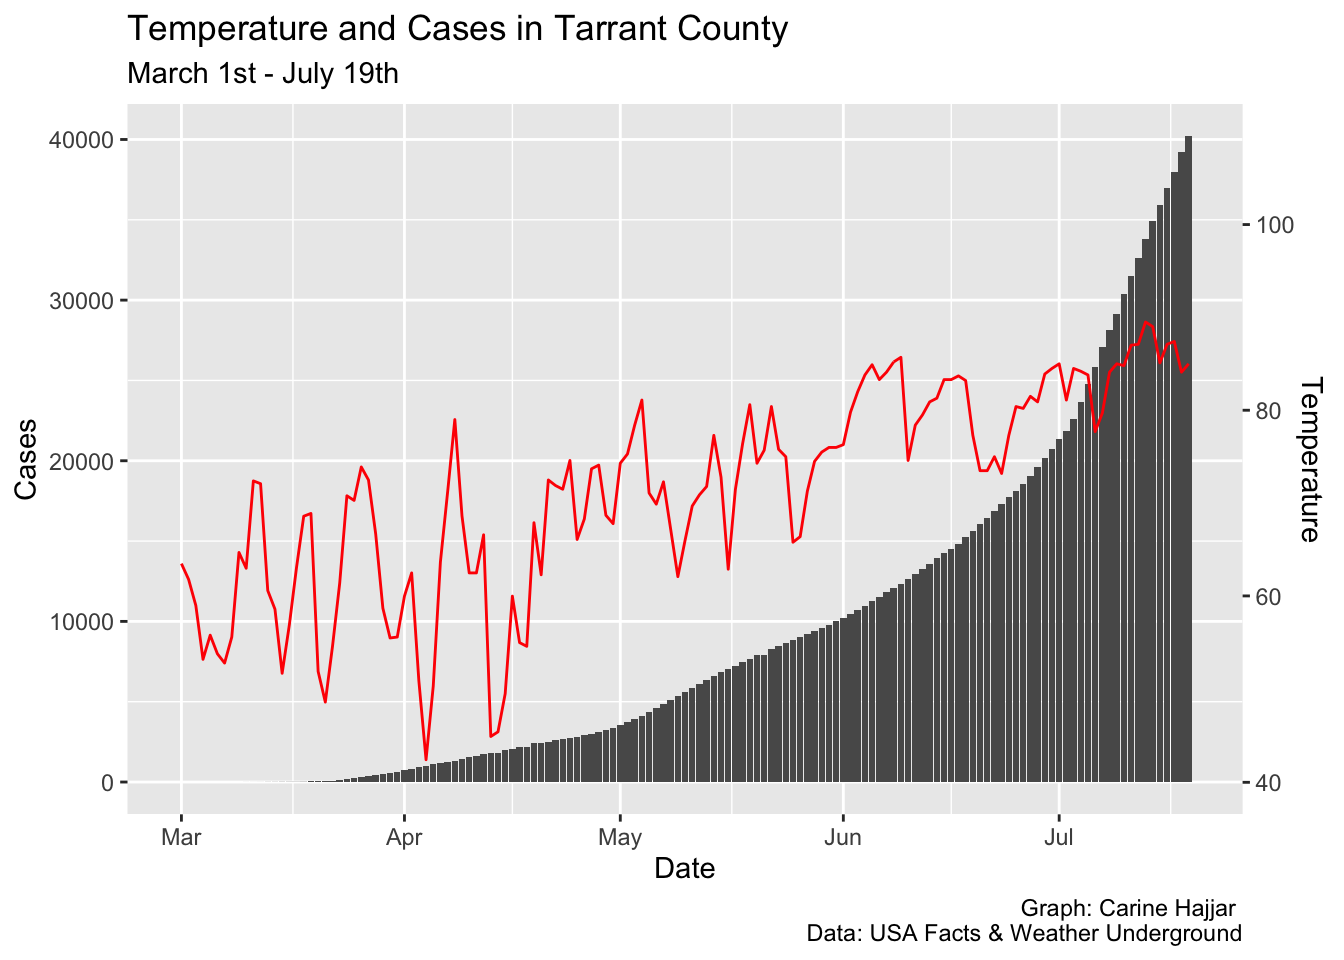 Temperature and Cases in Tarrant County
March 1st - July 19th
40000
30000
20000
10000
0
Cases
100
80
60
40
Temperature
Mar Apr May Jun Jul
Date
Graph: Carine Hajjar
Data: USA Facts & Weather Underground